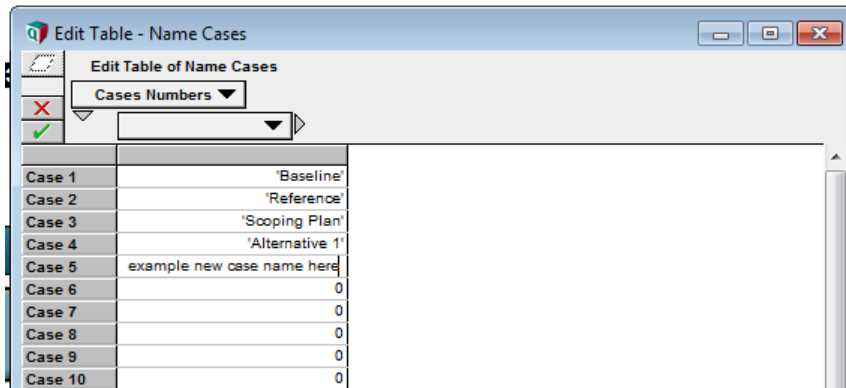 Edit Table - Name Cases
Edit Table of Name Cases
Cases Numbers
Case 1 'Baseline'
Case 2 'Reference'
Case 3 'Scoping Plan'
Case 4 'Alternative 1'
Case 5 example new case name here
Case 6 0
Case 7 0
Case 8 0
Case 9 0
Case 10 0